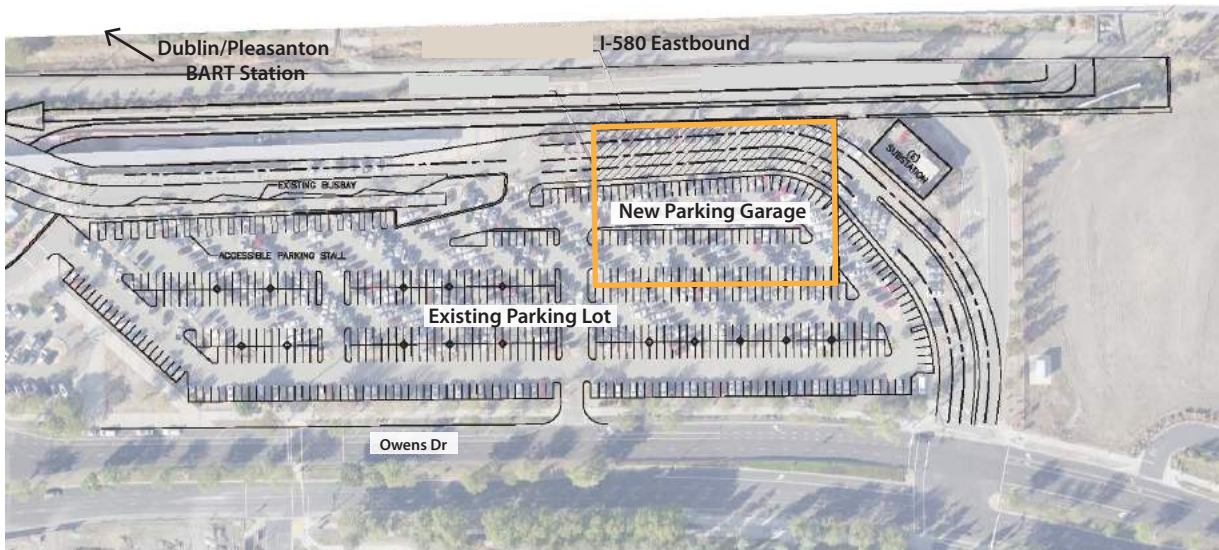 Dublin/Pleasanton
BART Station
I-580 Eastbound
(E)
SUBSTATION
EXISTING BUSBAY
New Parking Garage
ACCESSIBLE PARKING STALL
Existing Parking Lot
Owens Dr